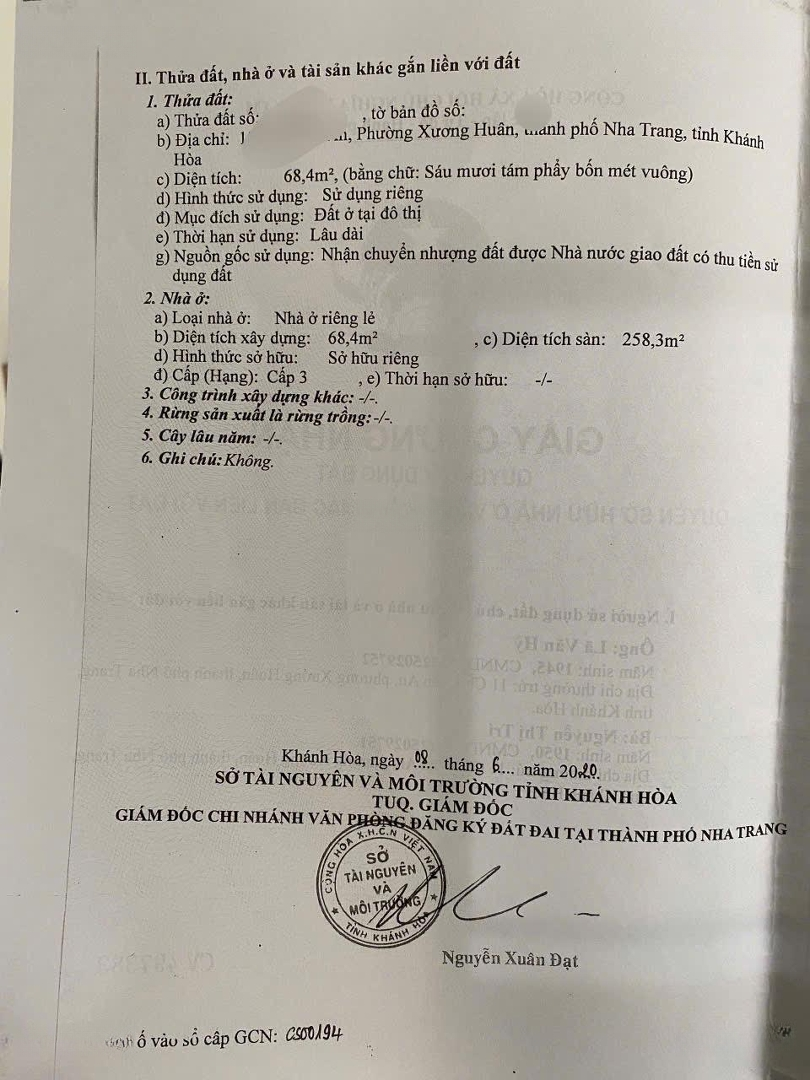 II. Thửa đất, nhà ở và tài sản khác gắn liền với đất
1. Thửa đất:
a) Thửa đất số: , tờ bản đồ số:
b) Địa chỉ: , Phường Xương Huân, thành phố Nha Trang, tỉnh Khánh
Hòa
c) Diện tích: 68,4m², (bằng chữ: Sáu mươi tám phẩy bốn mét vuông)
d) Hình thức sử dụng: Sử dụng riêng
đ) Mục đích sử dụng: Đất ở tại đô thị
e) Thời hạn sử dụng: Lâu dài
g) Nguồn gốc sử dụng: Nhận chuyển nhượng đất được Nhà nước giao đất có thu tiền sử
dụng đất
2. Nhà ở:
a) Loại nhà ở: Nhà ở riêng lẻ
b) Diện tích xây dựng: 68,4m² , c) Diện tích sàn: 258,3m²
d) Hình thức sở hữu: Sở hữu riêng
đ) Cấp (Hạng): Cấp 3 , e) Thời hạn sở hữu: -/-
3. Công trình xây dựng khác: -/-.
4. Rừng sản xuất là rừng trồng: -/-.
5. Cây lâu năm: -/-.
6. Ghi chú: Không.
Khánh Hòa, ngày 08 tháng 6 năm 2020
SỞ TÀI NGUYÊN VÀ MÔI TRƯỜNG TỈNH KHÁNH HÒA
TUQ. GIÁM ĐỐC
GIÁM ĐỐC CHI NHÁNH VĂN PHÒNG ĐĂNG KÝ ĐẤT ĐAI TẠI THÀNH PHỐ NHA TRANG
CỘNG HÒA X.H.C.N VIỆT NAM
SỞ
TÀI NGUYÊN
VÀ
MÔI TRƯỜNG
TỈNH KHÁNH HÒA
Nguyễn Xuân Đạt
ố vào sổ cấp GCN: CS00194